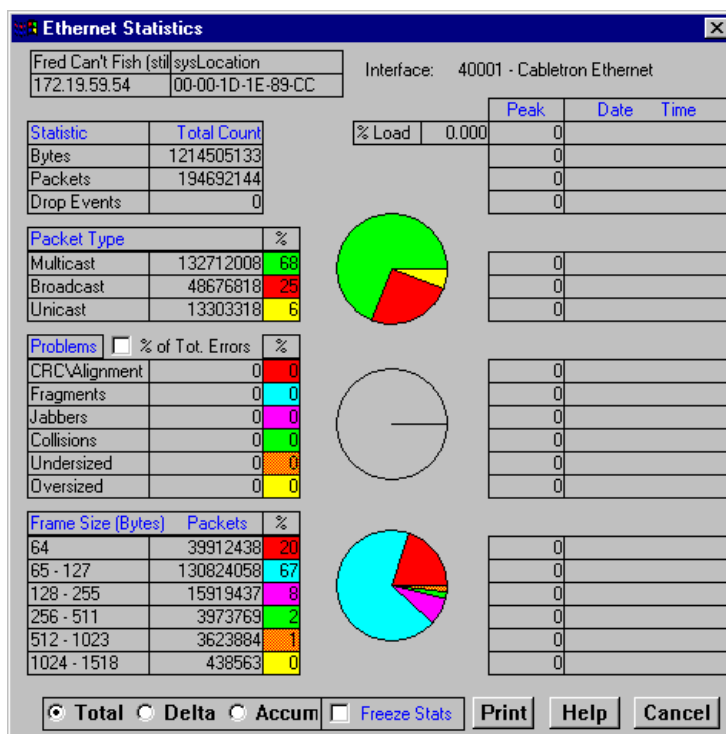 Ethernet Statistics
Fred Can't Fish (stil sysLocation
172.19.59.54 00-00-1D-1E-89-CC
Interface: 40001 - Cabletron Ethernet
Peak Date Time
Statistic Total Count % Load 0.000 0
Bytes 1214505133 0
Packets 194692144 0
Drop Events 0 0
Packet Type %
Multicast 132712008 68 0
Broadcast 48676818 25 0
Unicast 13303318 6 0
Problems % of Tot. Errors %
CRC\Alignment 0 0 0
Fragments 0 0 0
Jabbers 0 0 0
Collisions 0 0 0
Undersized 0 0 0
Oversized 0 0 0
Frame Size (Bytes) Packets %
64 39912438 20 0
65 - 127 130824058 67 0
128 - 255 15919437 8 0
256 - 511 3973769 2 0
512 - 1023 3623884 1 0
1024 - 1518 438563 0 0
Total Delta Accum Freeze Stats Print Help Cancel